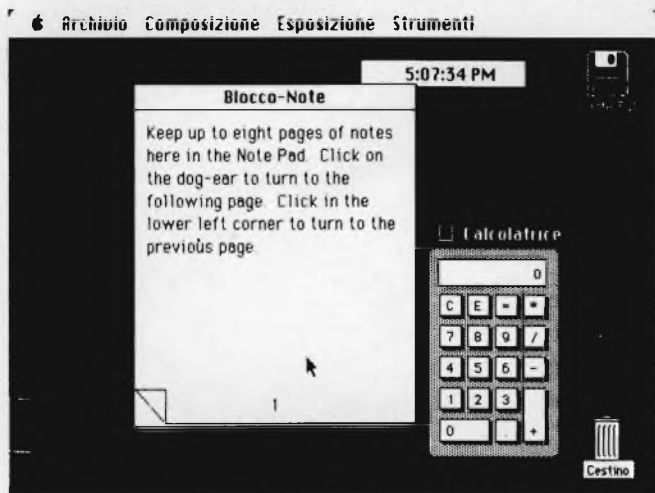 Archivio Composizione Esposizione Strumenti
5:07:34 PM
Blocco-Note
Keep up to eight pages of notes
here in the Note Pad. Click on
the dog-ear to turn to the
following page. Click in the
lower left corner to turn to the
previous page
1
Calcolatrice
0
C E = *
7 8 9 /
4 5 6 -
1 2 3
0 . +
Cestino